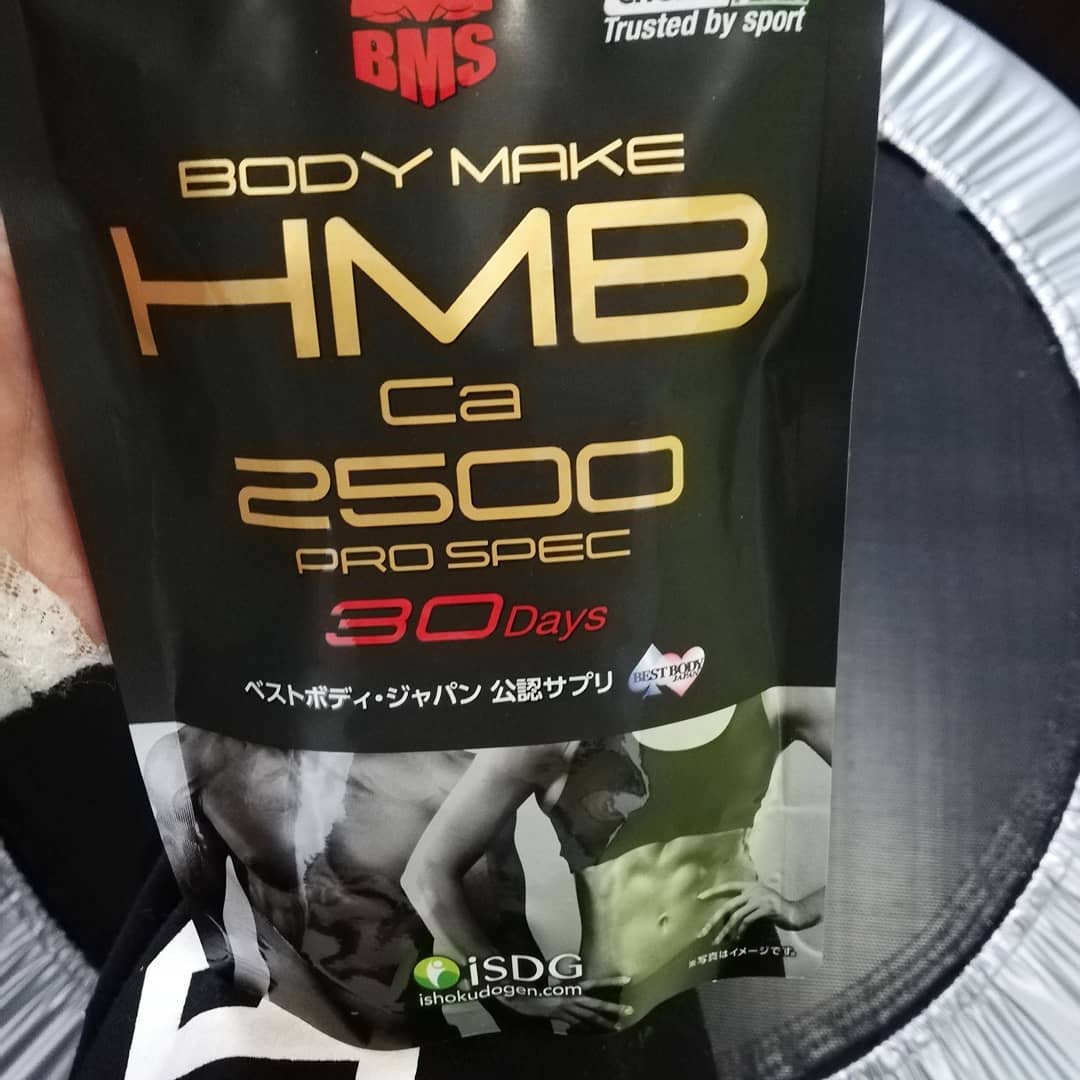 BMS
Trusted by sport
BODY MAKE
HMB
Ca
2500
PRO SPEC
30Days
ベストボディ・ジャパン 公認サプリ
BEST BODY
JAPAN
※写真はイメージです。
iSDG
ishokudogen.com